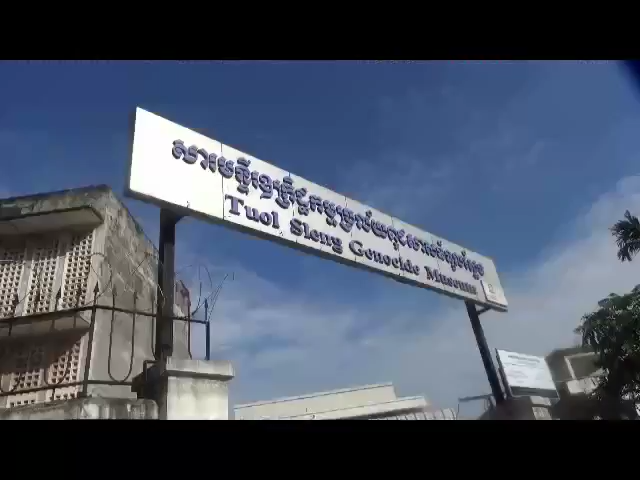 សារមន្ទីរឧក្រិដ្ឋកម្មប្រល័យពូជសាសន៍ទួលស្លែង
Tuol Sleng Genocide Museum